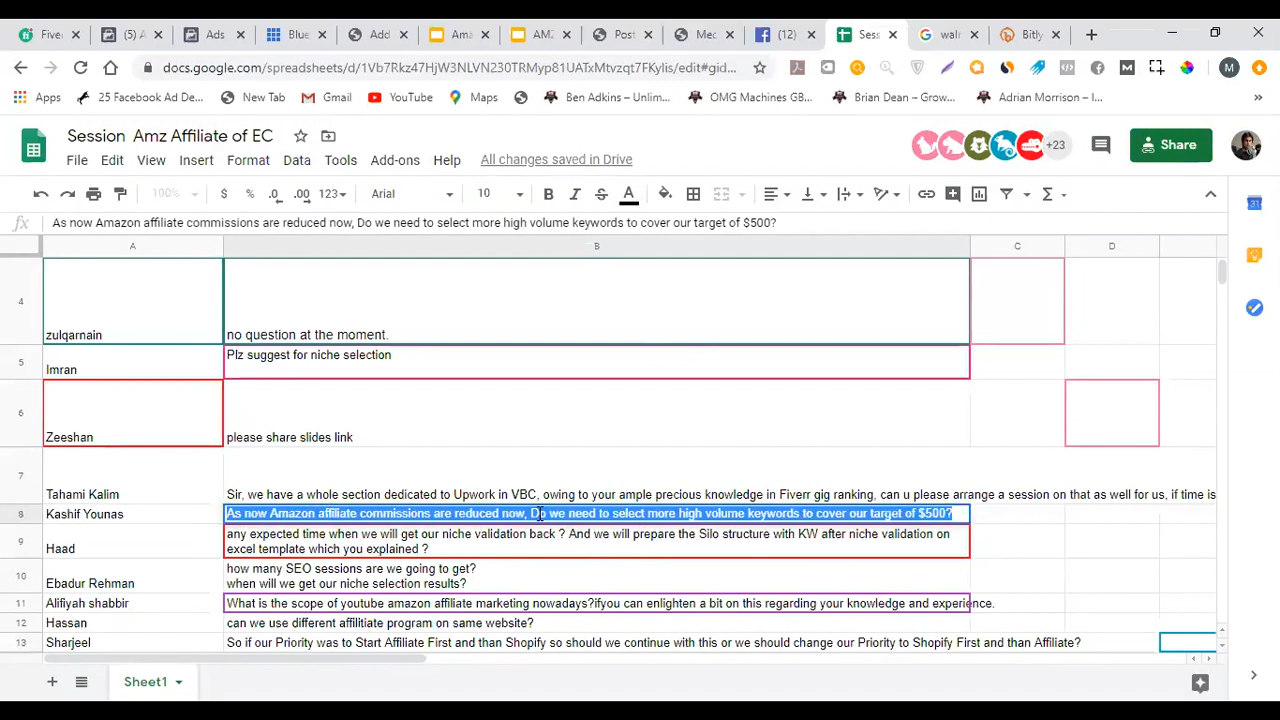 Five
(5)
Ads
Blue
Add
Ama
AMZ
Post
Mec
(12)
Sess
walr
Bitly
docs.google.com/spreadsheets/d/1Vb7Rkz47HjW3NLVN230TRMyp81UATxMtvzqt7FKylis/edit#gid...
Apps
25 Facebook Ad De...
New Tab
Gmail
YouTube
Maps
Ben Adkins – Unlim...
OMG Machines GB...
Brian Dean – Grow...
Adrian Morrison – I...
Session Amz Affiliate of EC
+23
Share
File Edit View Insert Format Data Tools Add-ons Help All changes saved in Drive
100% $ % .0 .00 123 Arial 10 B I S A
fx As now Amazon affiliate commissions are reduced now, Do we need to select more high volume keywords to cover our target of $500?
A B C D
4 zulqarnain no question at the moment.
5 Imran Plz suggest for niche selection
6 Zeeshan please share slides link
7 Tahami Kalim Sir, we have a whole section dedicated to Upwork in VBC, owing to your ample precious knowledge in Fiverr gig ranking, can u please arrange a session on that as well for us, if time is
8 Kashif Younas As now Amazon affiliate commissions are reduced now, Do we need to select more high volume keywords to cover our target of $500?
9 Haad any expected time when we will get our niche validation back ? And we will prepare the Silo structure with KW after niche validation on
excel template which you explained ?
10 Ebadur Rehman how many SEO sessions are we going to get?
when will we get our niche selection results?
11 Alifiyah shabbir What is the scope of youtube amazon affiliate marketing nowadays?ifyou can enlighten a bit on this regarding your knowledge and experience.
12 Hassan can we use different affilitiate program on same website?
13 Sharjeel So if our Priority was to Start Affiliate First and than Shopify so should we continue with this or we should change our Priority to Shopify First and than Affiliate?
Sheet1